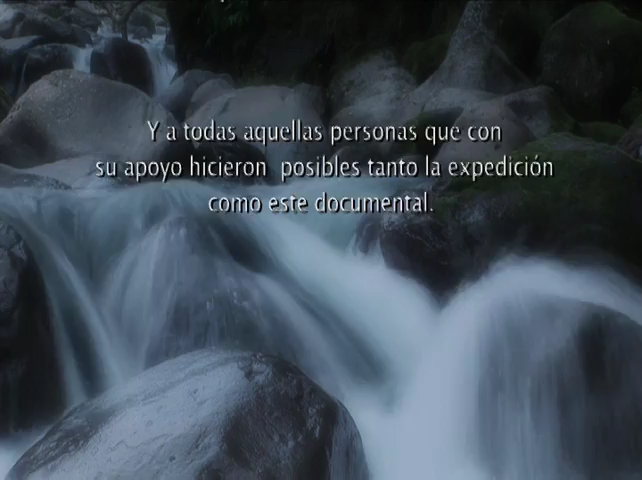 Y a todas aquellas personas que con
su apoyo hicieron posibles tanto la expedición
como este documental.